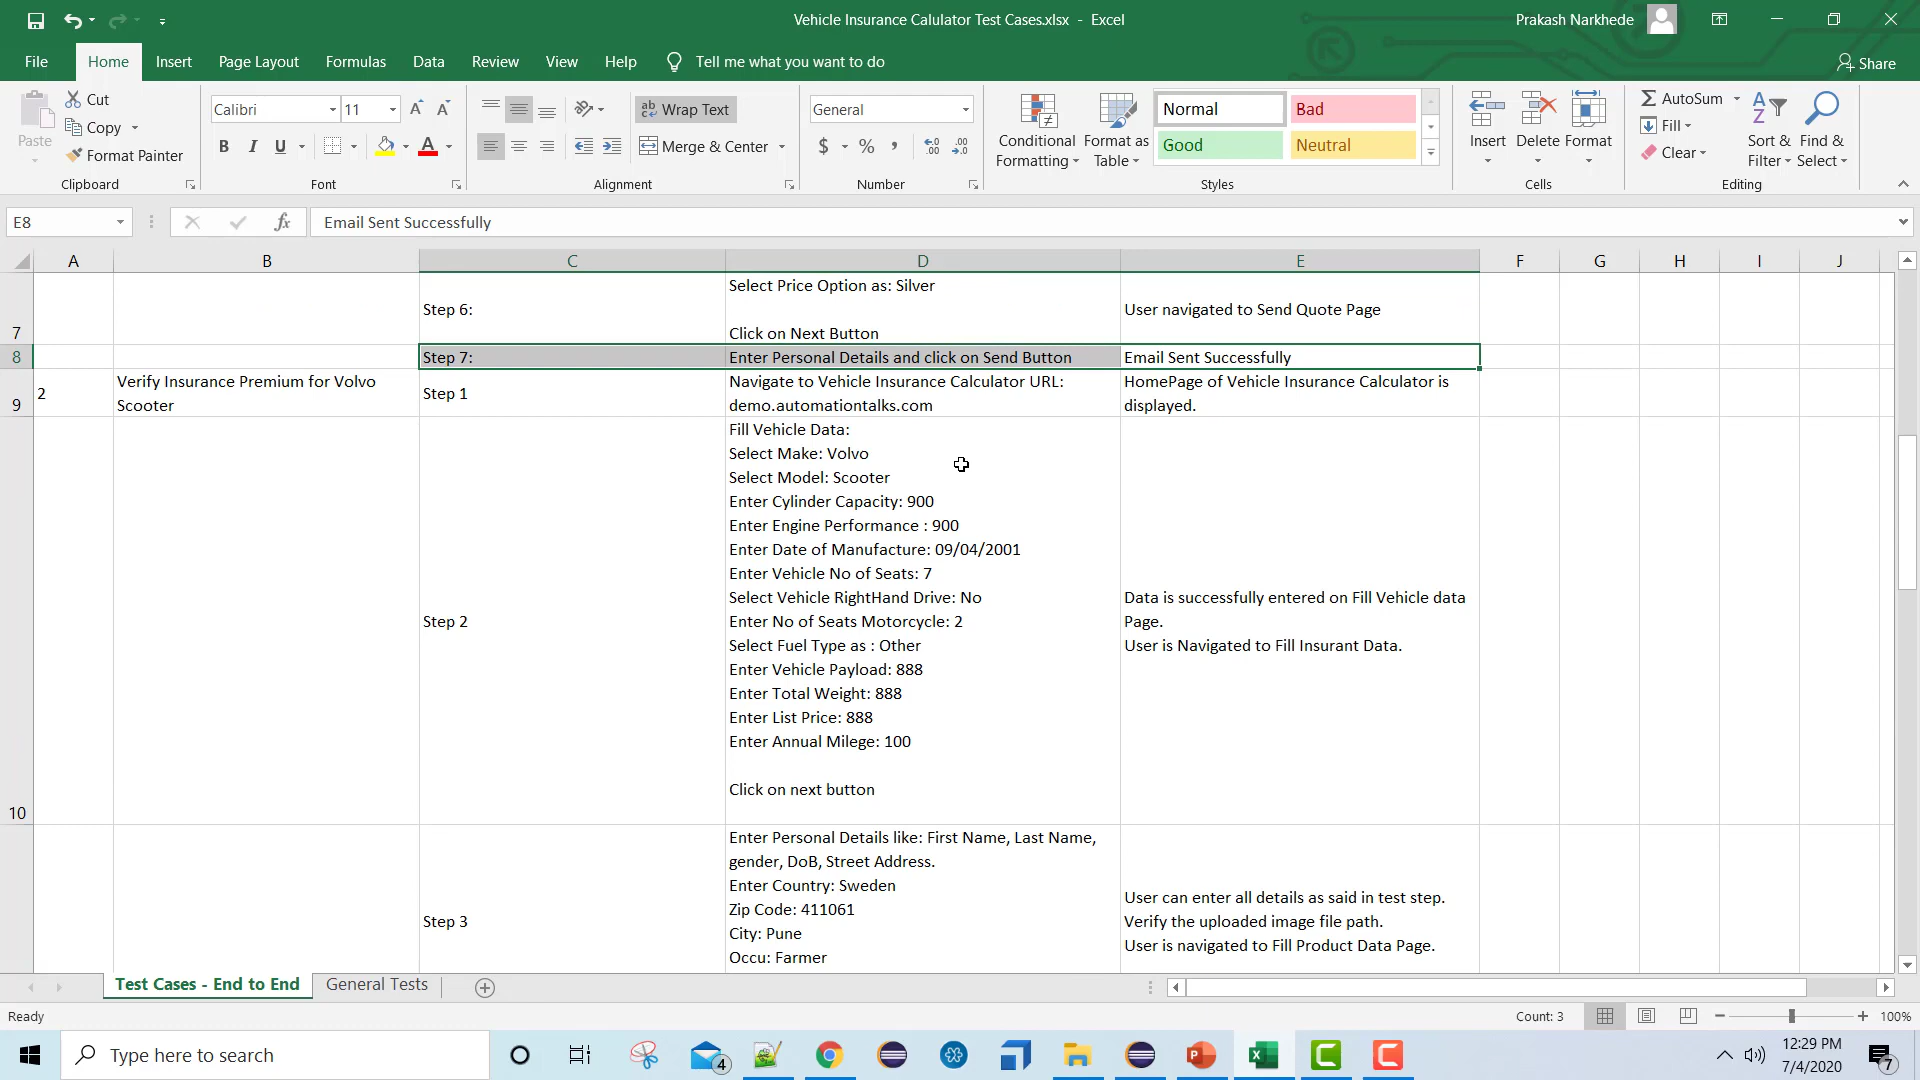 Vehicle Insurance Calulator Test Cases.xlsx - Excel
Prakash Narkhede
File Home Insert Page Layout Formulas Data Review View Help Tell me what you want to do
Share
Paste
Cut
Copy
Format Painter
Clipboard
Calibri 11
B I U
Font
Wrap Text
Merge & Center
Alignment
General
$ % ,
Number
Conditional Formatting
Format as Table
Normal Bad
Good Neutral
Styles
Insert Delete Format
Cells
AutoSum
Fill
Clear
Sort & Filter
Find & Select
Editing
E8
fx
Email Sent Successfully
A B C D E F G H I J
7
Step 6:
Select Price Option as: Silver
Click on Next Button
User navigated to Send Quote Page
8
Step 7:
Enter Personal Details and click on Send Button
Email Sent Successfully
9
2
Verify Insurance Premium for Volvo
Scooter
Step 1
Navigate to Vehicle Insurance Calculator URL:
demo.automationtalks.com
HomePage of Vehicle Insurance Calculator is
displayed.
10
Step 2
Fill Vehicle Data:
Select Make: Volvo
Select Model: Scooter
Enter Cylinder Capacity: 900
Enter Engine Performance : 900
Enter Date of Manufacture: 09/04/2001
Enter Vehicle No of Seats: 7
Select Vehicle RightHand Drive: No
Enter No of Seats Motorcycle: 2
Select Fuel Type as : Other
Enter Vehicle Payload: 888
Enter Total Weight: 888
Enter List Price: 888
Enter Annual Milege: 100
Click on next button
Data is successfully entered on Fill Vehicle data
Page.
User is Navigated to Fill Insurant Data.
Step 3
Enter Personal Details like: First Name, Last Name,
gender, DoB, Street Address.
Enter Country: Sweden
Zip Code: 411061
City: Pune
Occu: Farmer
User can enter all details as said in test step.
Verify the uploaded image file path.
User is navigated to Fill Product Data Page.
Test Cases - End to End General Tests
Ready
Count: 3
100%
Type here to search
4
12:29 PM
7/4/2020
7